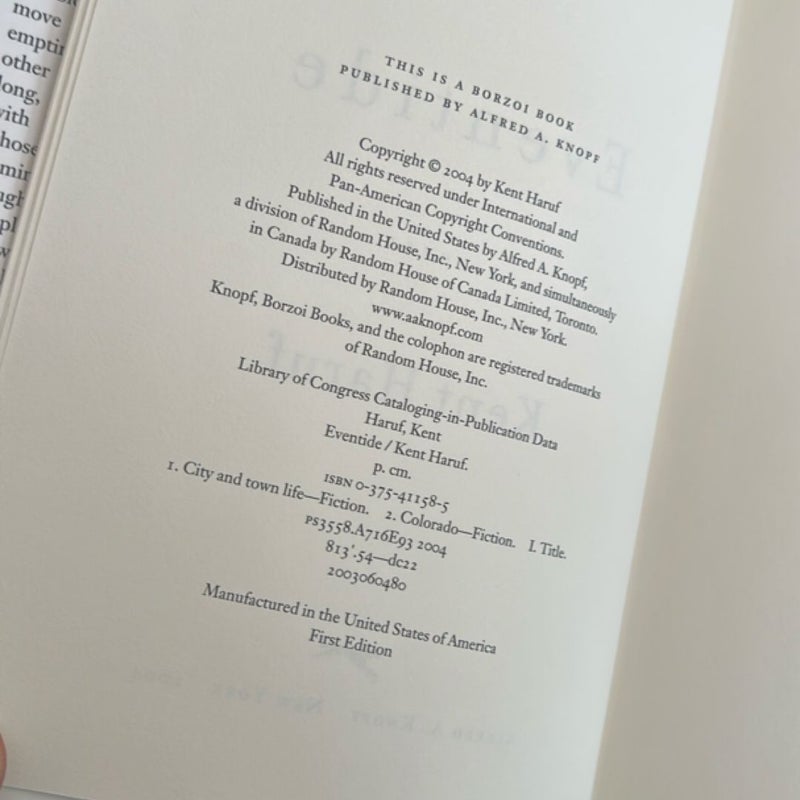 move
other
THIS IS A BORZOI BOOK
PUBLISHED BY ALFRED A. KNOPF
Copyright © 2004 by Kent Haruf
All rights reserved under International and
Pan-American Copyright Conventions.
Published in the United States by Alfred A. Knopf,
a division of Random House, Inc., New York, and simultaneously
in Canada by Random House of Canada Limited, Toronto.
Distributed by Random House, Inc., New York.
www.aaknopf.com
Knopf, Borzoi Books, and the colophon are registered trademarks
of Random House, Inc.
Library of Congress Cataloging-in-Publication Data
Haruf, Kent
Eventide / Kent Haruf.
p. cm.
ISBN 0-375-41158-5
1. City and town life—Fiction. 2. Colorado—Fiction. I. Title.
PS3558.A716E93 2004
813'.54—dc22
2003060480
Manufactured in the United States of America
First Edition